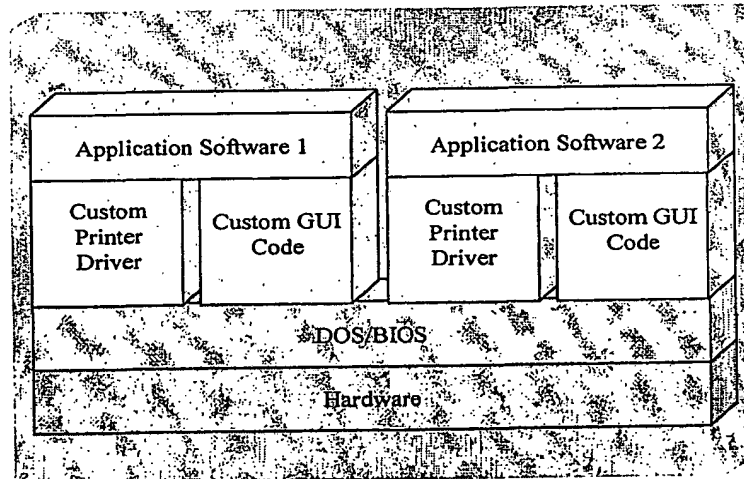 Application Software 1
Application Software 2
Custom
Printer
Driver
Custom GUI
Code
Custom
Printer
Driver
Custom GUI
Code
DOS/BIOS
Hardware